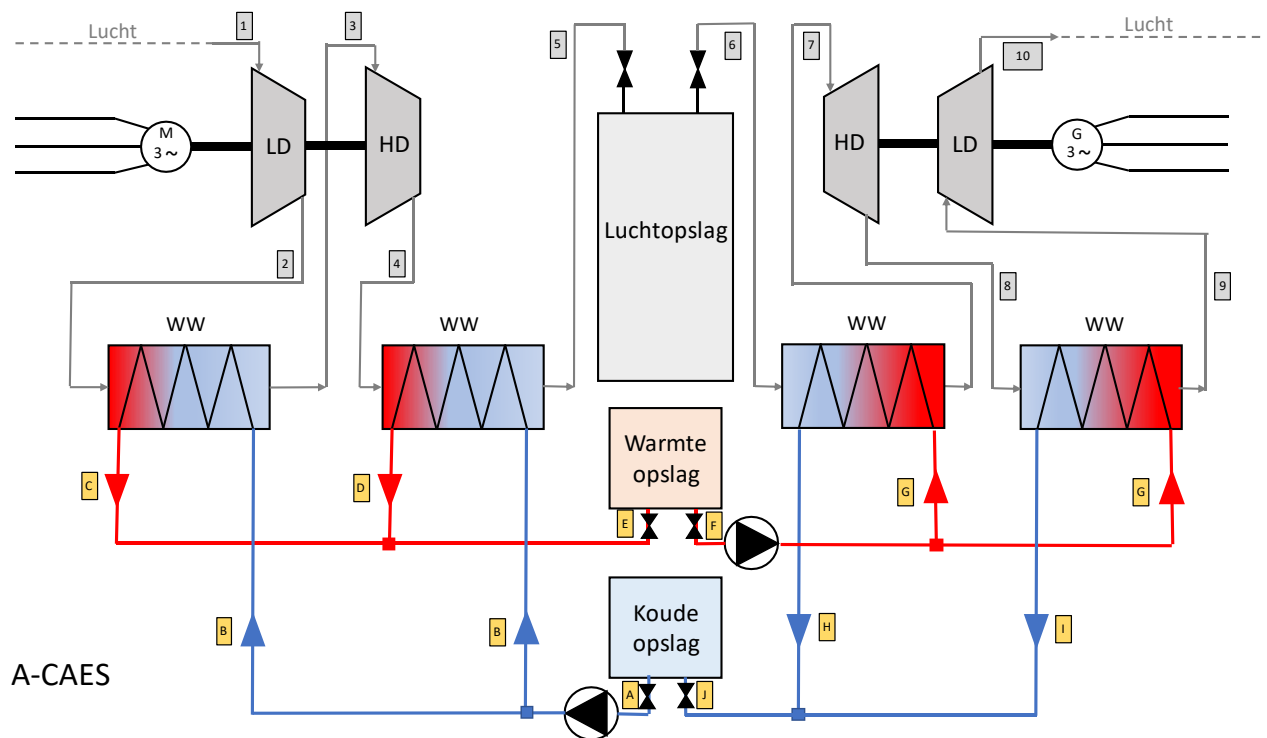 1
3
5
6
7
10
Lucht
Lucht
M
3~
LD
HD
HD
LD
G
3~
Luchtopslag
2
4
8
9
WW
WW
WW
WW
Warmte
opslag
C
D
E
F
G
G
Koude
opslag
B
B
H
I
A
J
A-CAES